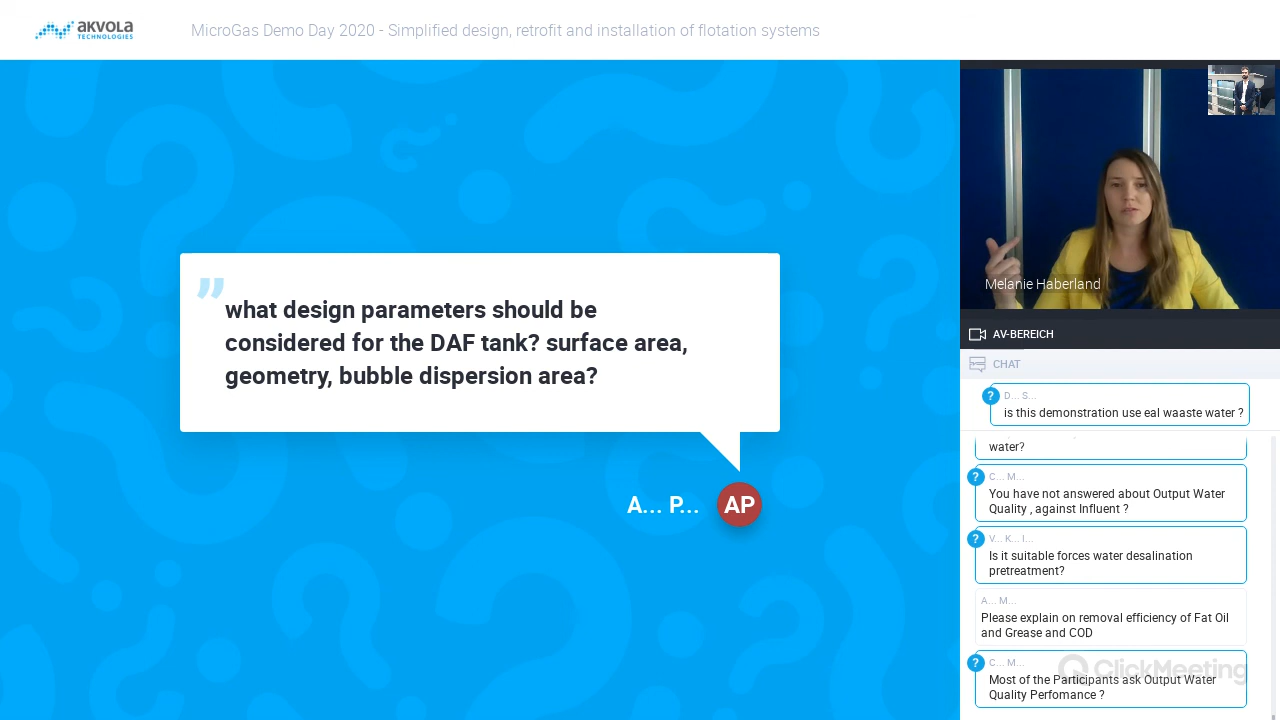 akvola
TECHNOLOGIES
MicroGas Demo Day 2020 - Simplified design, retrofit and installation of flotation systems
what design parameters should be
considered for the DAF tank? surface area,
geometry, bubble dispersion area?
A... P...
AP
Melanie Haberland
AV-BEREICH
CHAT
?
D... S...
is this demonstration use eal waaste water ?
water?
?
C... M...
You have not answered about Output Water
Quality , against Influent ?
?
V... K... I...
Is it suitable forces water desalination
pretreatment?
A... M...
Please explain on removal efficiency of Fat Oil
and Grease and COD
?
C... M...
Most of the Participants ask Output Water
Quality Perfomance ?
ClickMeeting